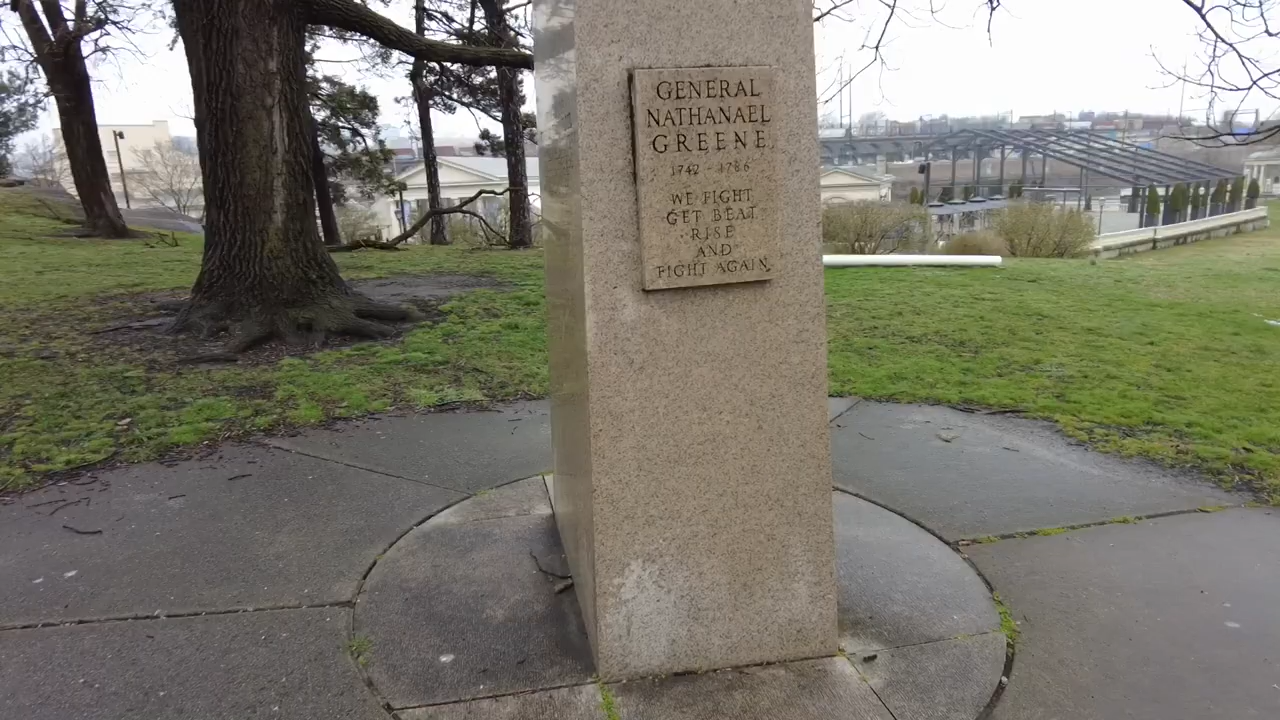 GENERAL
NATHANAEL
GREENE
1742 - 1786
WE FIGHT
GET BEAT
RISE
AND
FIGHT AGAIN